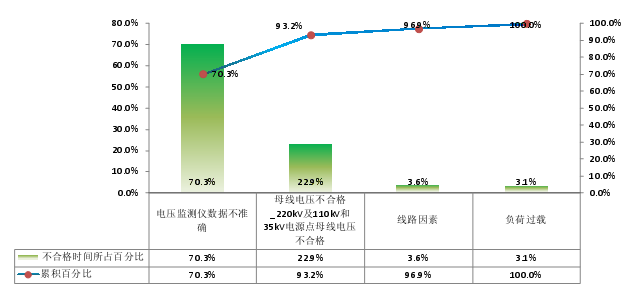 80.0%
70.0%
60.0%
50.0%
40.0%
30.0%
20.0%
10.0%
0.0%
100.0%
90.0%
80.0%
70.0%
60.0%
50.0%
40.0%
30.0%
20.0%
10.0%
0.0%
70.3%
93.2%
96.9%
100.0%
70.3%
22.9%
3.6%
3.1%
电压监测仪数据不准
确
母线电压不合格
_220kV及110kV和
35kV电源点母线电压
不合格
线路因素
负荷过载
不合格时间所占百分比 70.3% 22.9% 3.6% 3.1%
累积百分比 70.3% 93.2% 96.9% 100.0%